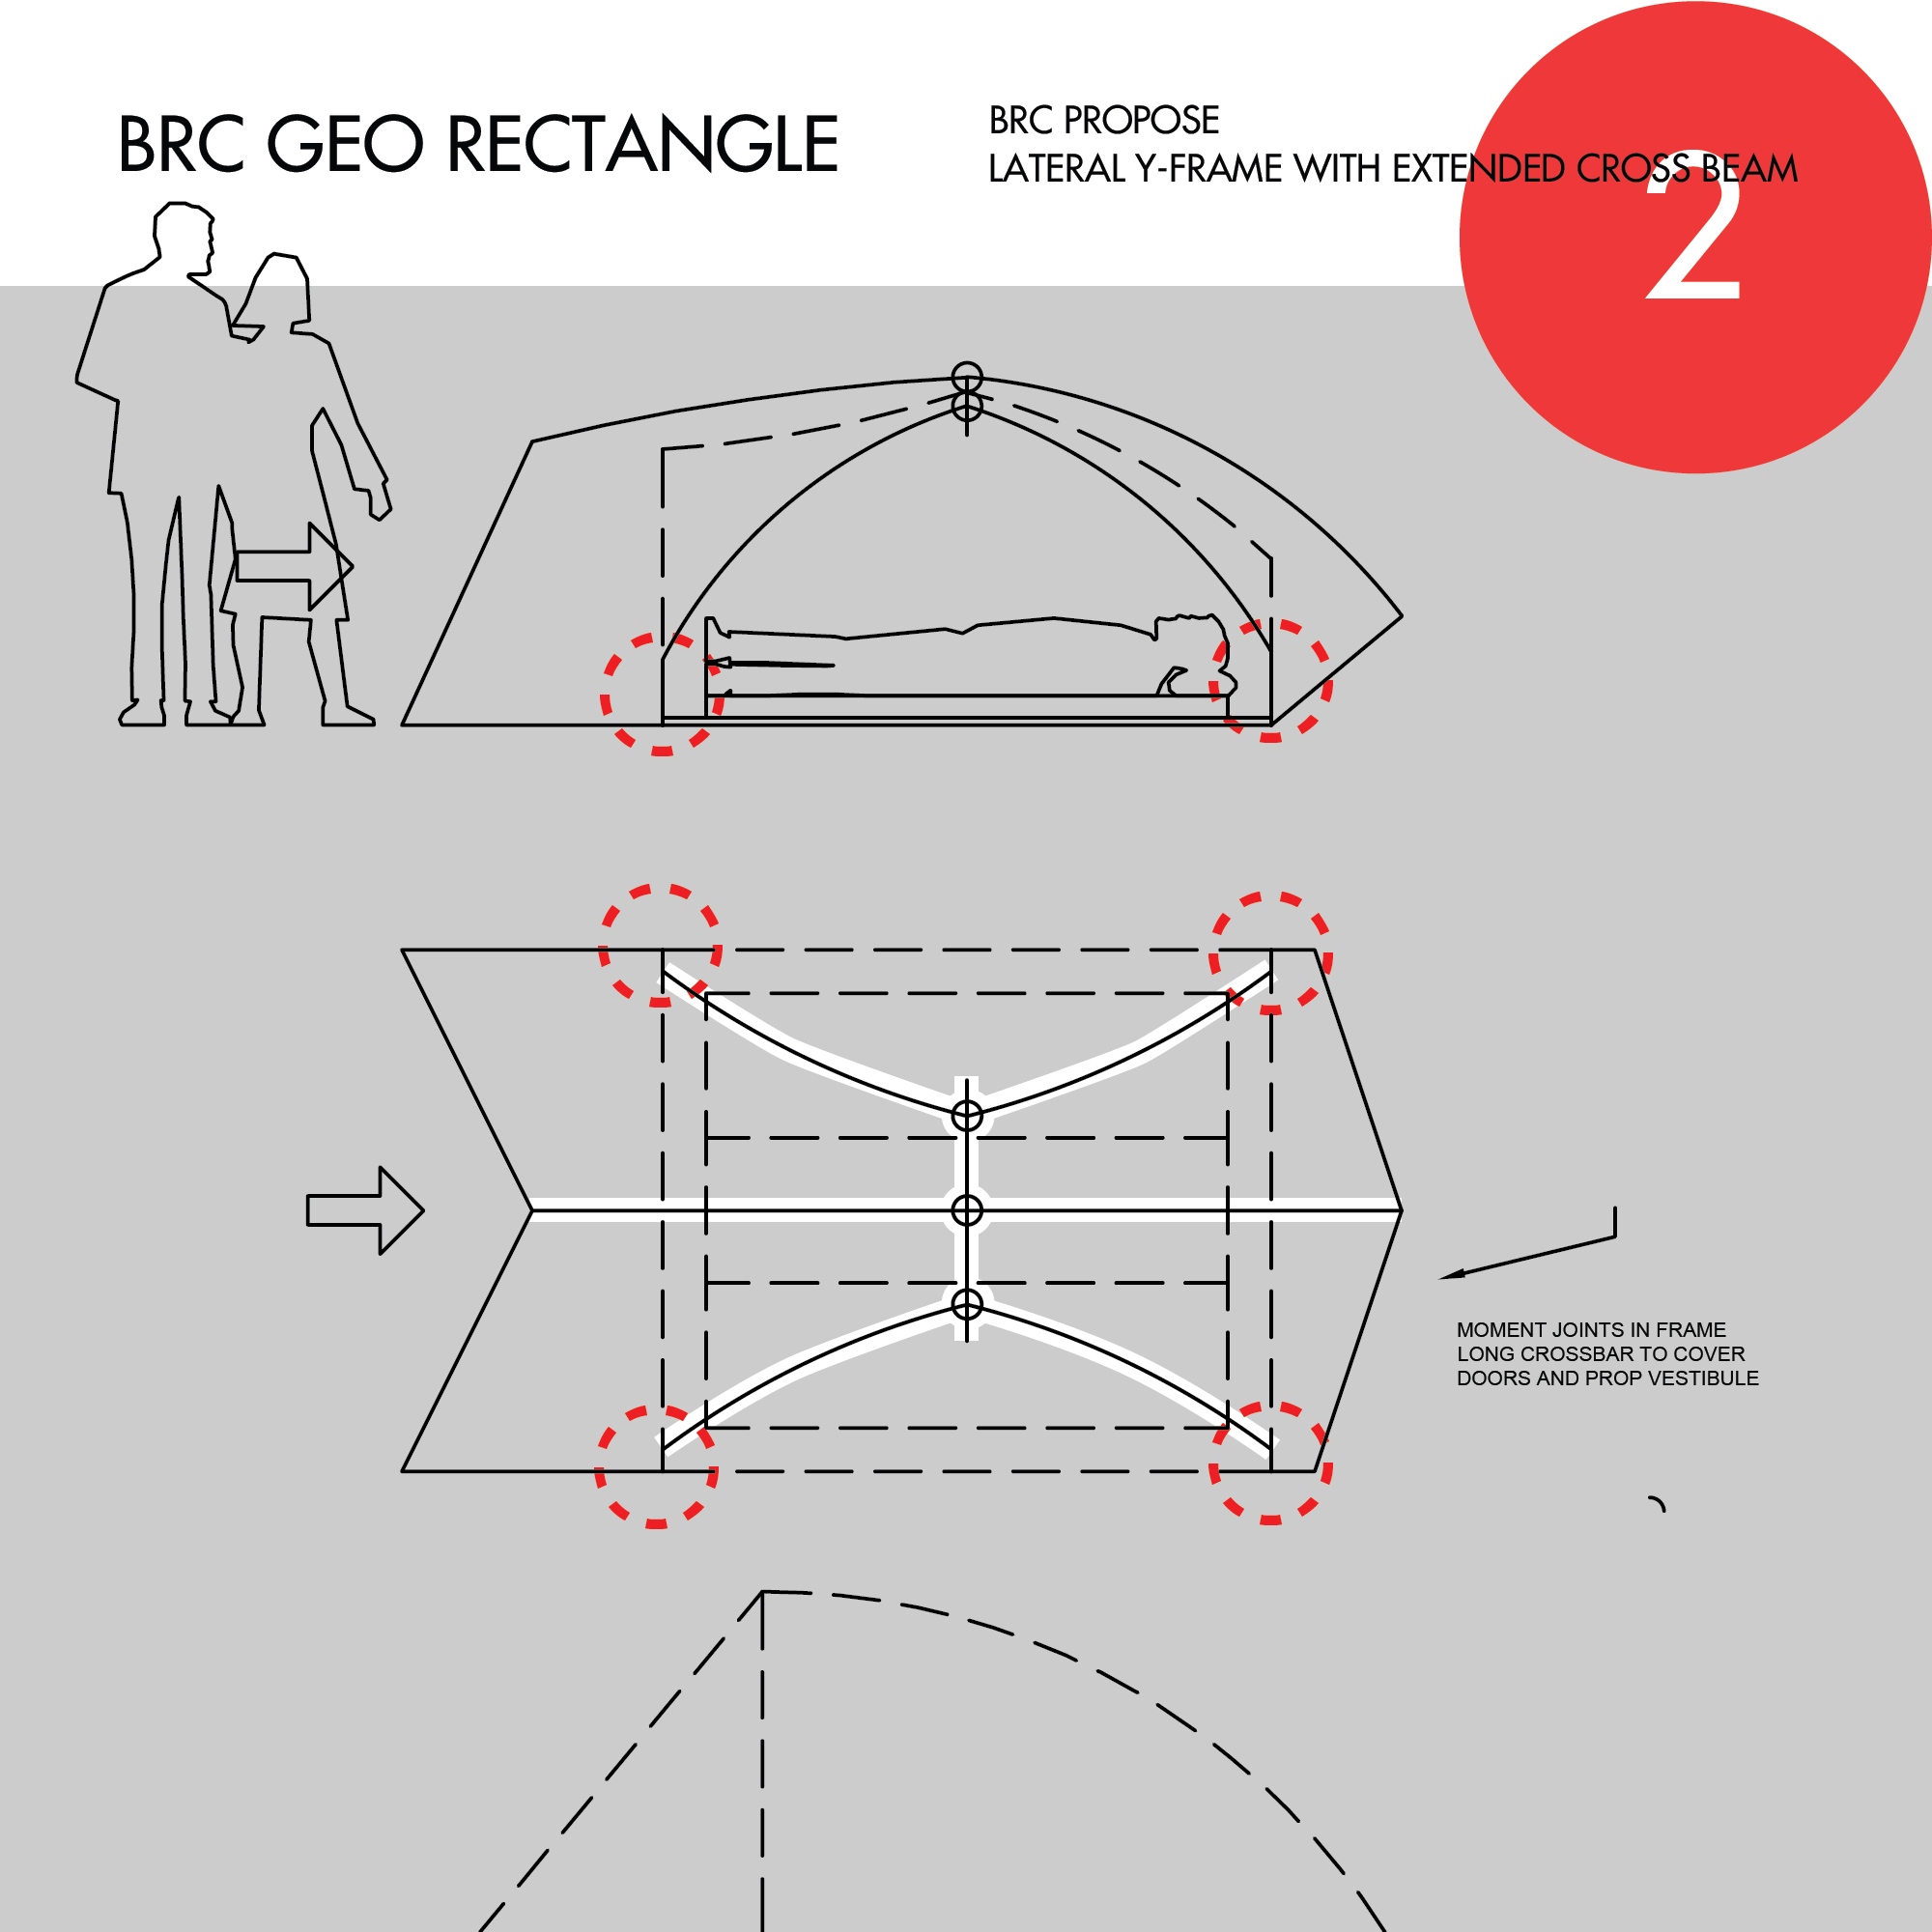 BRC GEO RECTANGLE
BRC PROPOSE
LATERAL Y-FRAME WITH EXTENDED CROSS BEAM
2
MOMENT JOINTS IN FRAME
LONG CROSSBAR TO COVER
DOORS AND PROP VESTIBULE